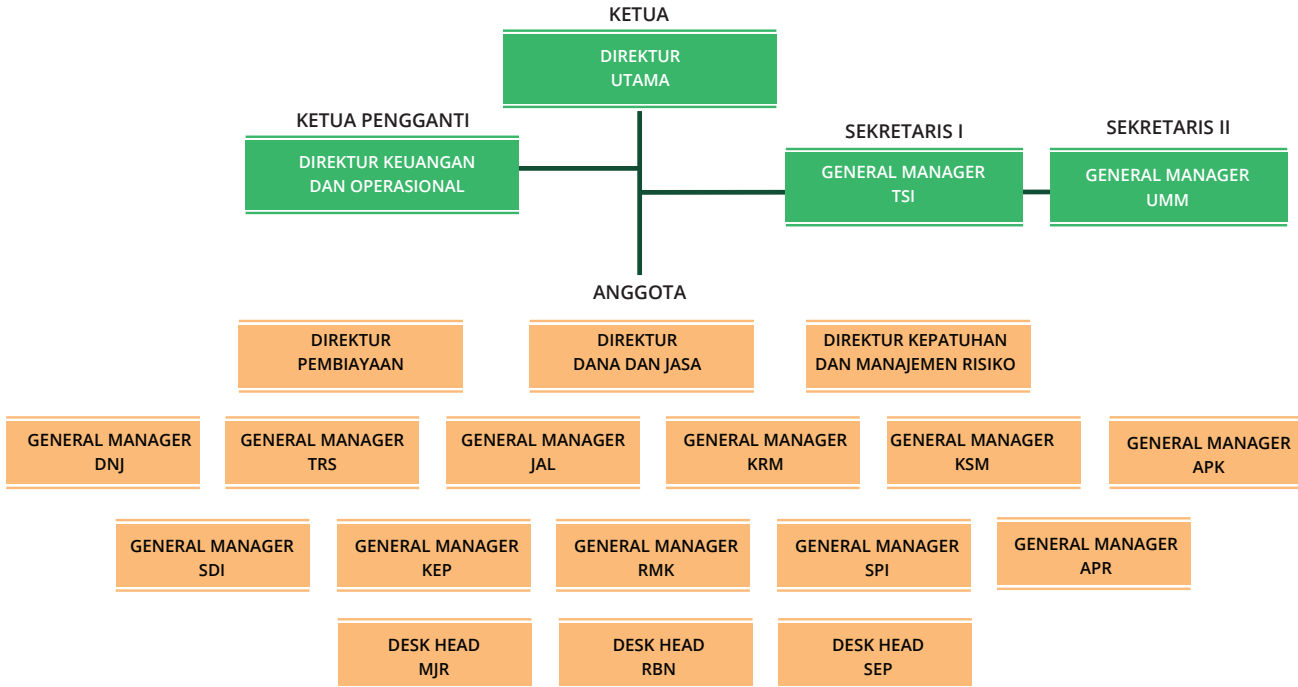 KETUA
DIREKTUR
UTAMA
KETUA PENGGANTI
DIREKTUR KEUANGAN
DAN OPERASIONAL
SEKRETARIS I
GENERAL MANAGER
TSI
SEKRETARIS II
GENERAL MANAGER
UMM
ANGGOTA
DIREKTUR
PEMBIAYAAN
DIREKTUR
DANA DAN JASA
DIREKTUR KEPATUHAN
DAN MANAJEMEN RISIKO
GENERAL MANAGER
DNJ
GENERAL MANAGER
TRS
GENERAL MANAGER
JAL
GENERAL MANAGER
KRM
GENERAL MANAGER
KSM
GENERAL MANAGER
APK
GENERAL MANAGER
SDI
GENERAL MANAGER
KEP
GENERAL MANAGER
RMK
GENERAL MANAGER
SPI
GENERAL MANAGER
APR
DESK HEAD
MJR
DESK HEAD
RBN
DESK HEAD
SEP